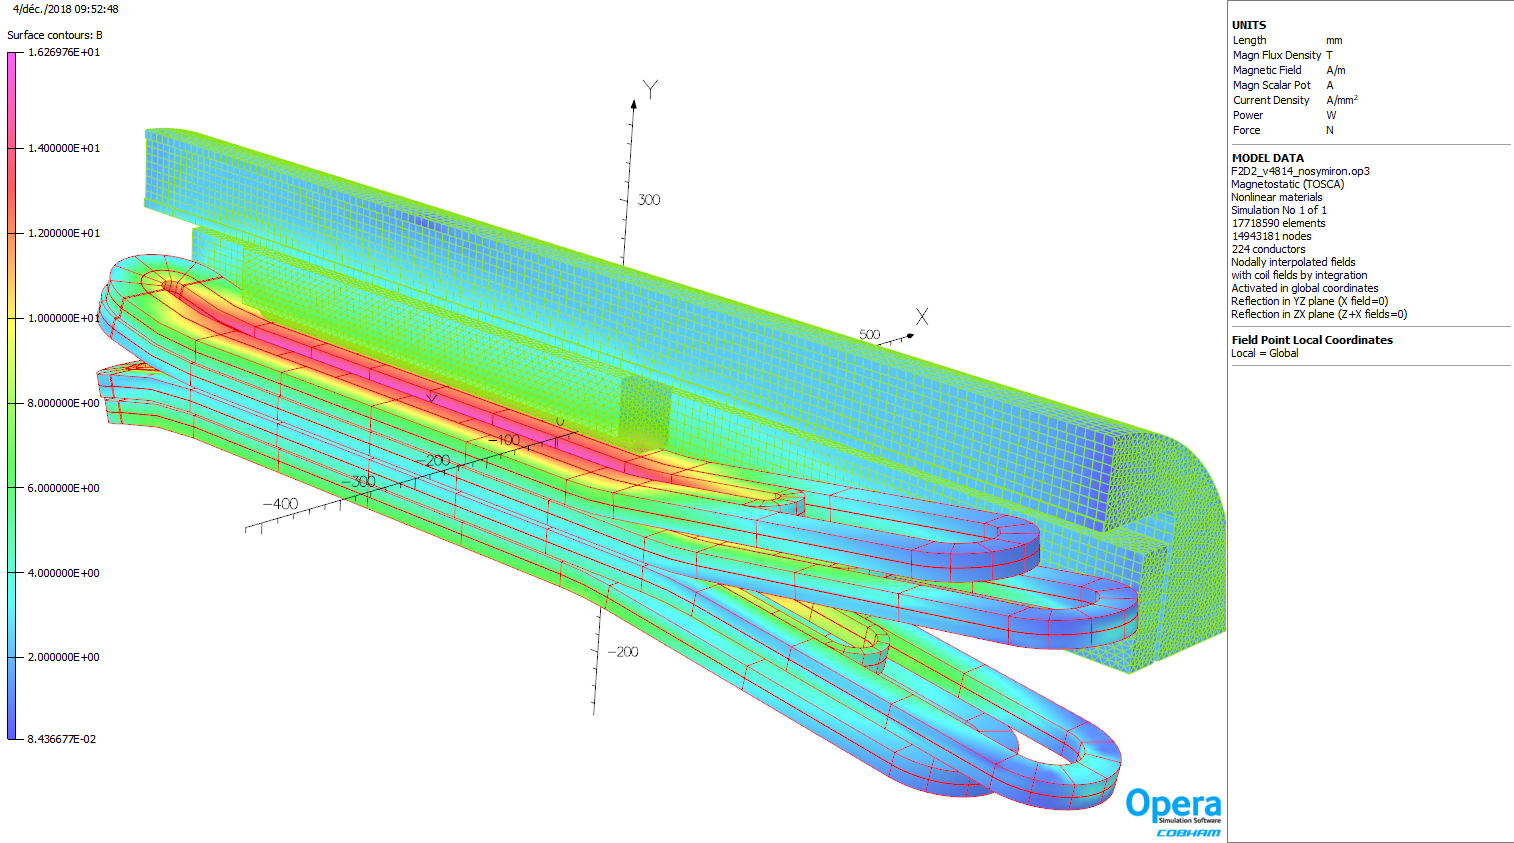 4/déc./2018 09:52:48
Surface contours: B
1.626976E+01
1.400000E+01
1.200000E+01
1.000000E+01
8.000000E+00
6.000000E+00
4.000000E+00
2.000000E+00
8.436677E-02
Y
300
X
500
0
-100
-200
-300
-400
-200
Opera
Simulation Software
COBHAM
UNITS
Length mm
Magn Flux Density T
Magnetic Field A/m
Magn Scalar Pot A
Current Density A/mm²
Power W
Force N
MODEL DATA
F2D2_v4814_nosymiron.op3
Magnetostatic (TOSCA)
Nonlinear materials
Simulation No 1 of 1
17718590 elements
14943181 nodes
224 conductors
Nodally interpolated fields
with coil fields by integration
Activated in global coordinates
Reflection in YZ plane (X field=0)
Reflection in ZX plane (Z+X fields=0)
Field Point Local Coordinates
Local = Global